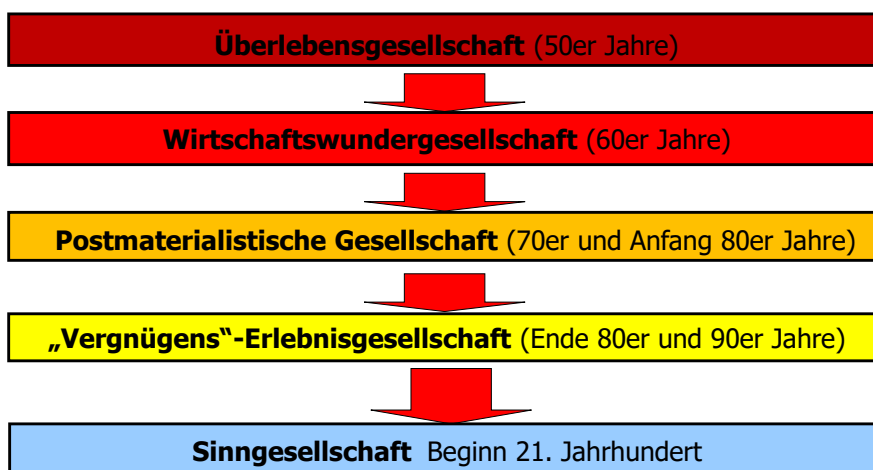 Überlebensgesellschaft (50er Jahre)
Wirtschaftswundergesellschaft (60er Jahre)
Postmaterialistische Gesellschaft (70er und Anfang 80er Jahre)
„Vergnügens“-Erlebnisgesellschaft (Ende 80er und 90er Jahre)
Sinngesellschaft Beginn 21. Jahrhundert